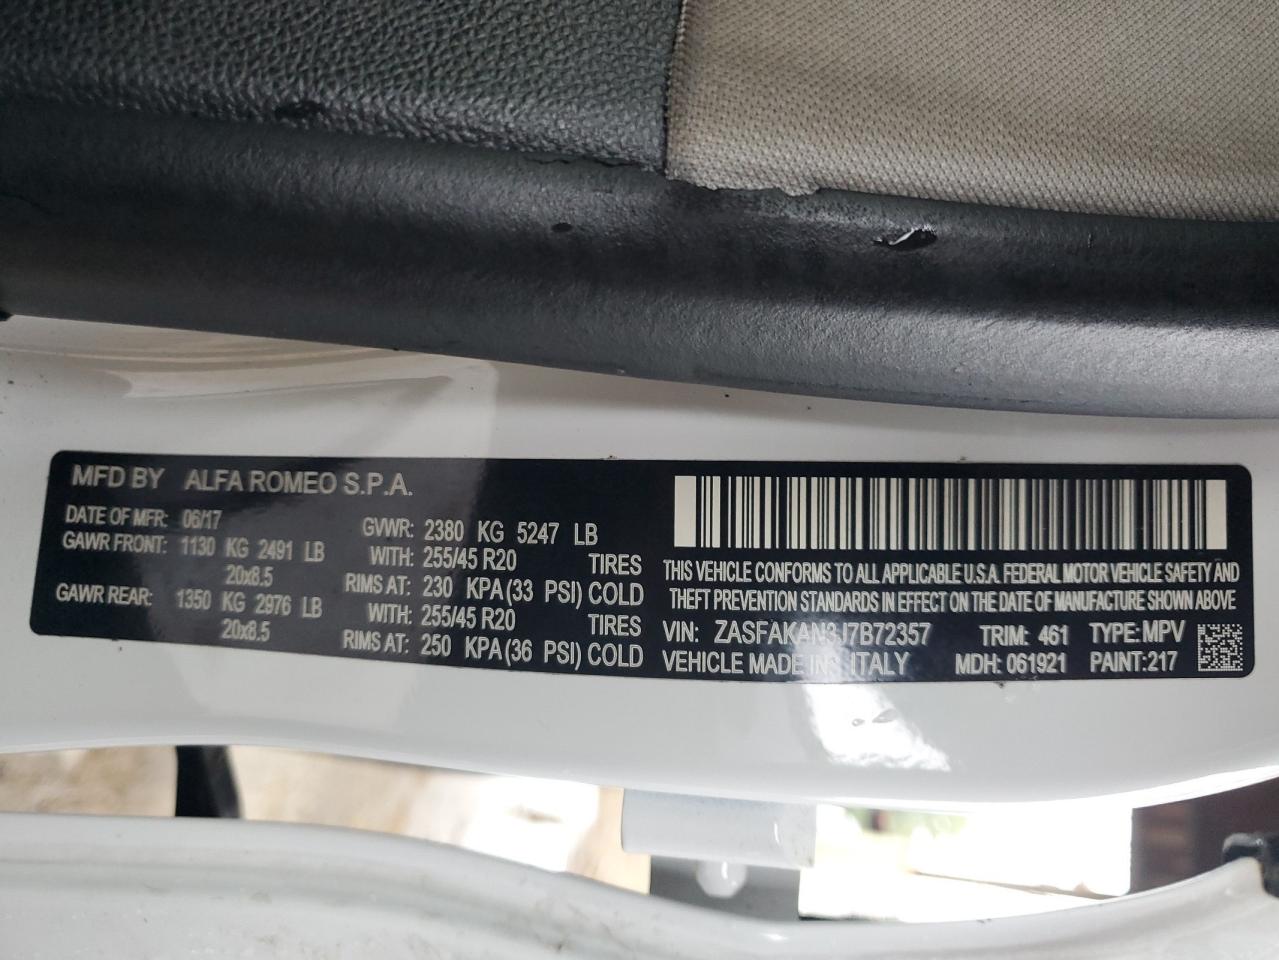 MFD BY ALFA ROMEO S.P.A.
DATE OF MFR: 06/17 GVWR: 2380 KG 5247 LB
GAWR FRONT: 1130 KG 2491 LB WITH: 255/45 R20 TIRES
20x8.5 RIMS AT: 230 KPA(33 PSI) COLD
GAWR REAR: 1350 KG 2976 LB WITH: 255/45 R20 TIRES
20x8.5 RIMS AT: 250 KPA(36 PSI) COLD
THIS VEHICLE CONFORMS TO ALL APPLICABLE U.S.A. FEDERAL MOTOR VEHICLE SAFETY AND
THEFT PREVENTION STANDARDS IN EFFECT ON THE DATE OF MANUFACTURE SHOWN ABOVE
VIN: ZASFAKAN3J7B72357 TRIM: 461 TYPE: MPV
VEHICLE MADE IN: ITALY MDH: 061921 PAINT:217